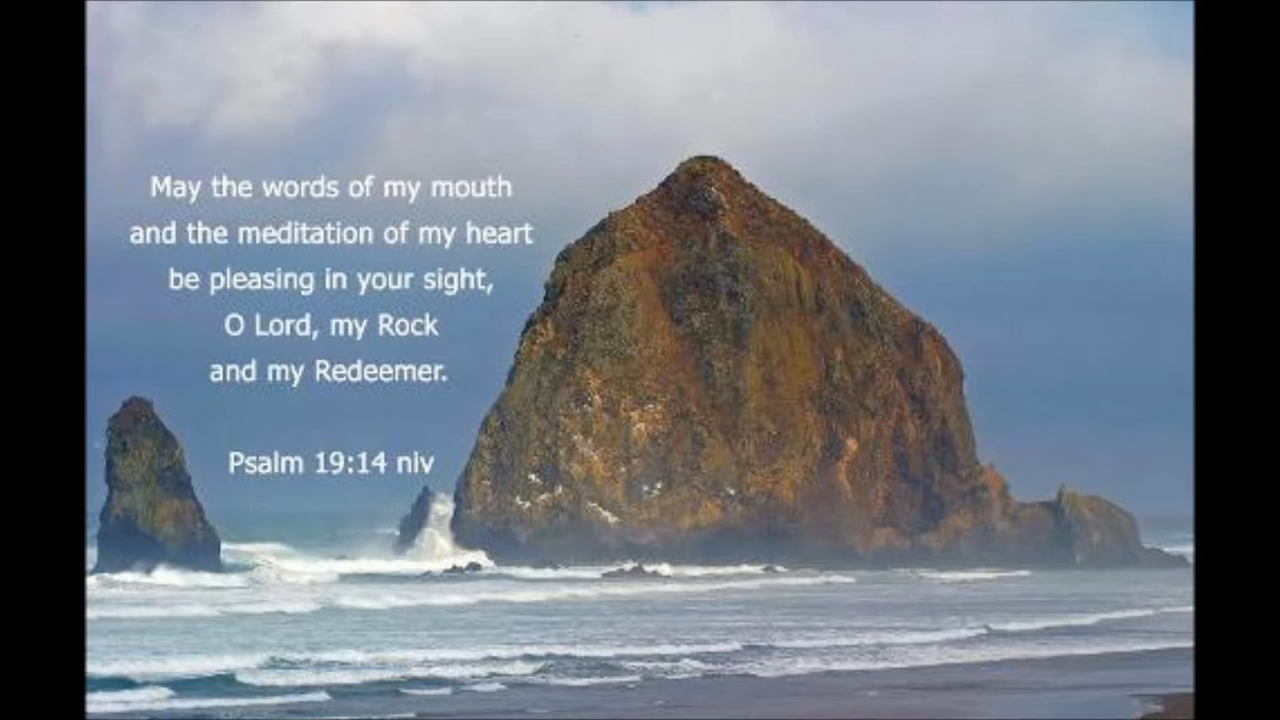 May the words of my mouth
and the meditation of my heart
be pleasing in your sight,
O Lord, my Rock
and my Redeemer.
Psalm 19:14 niv